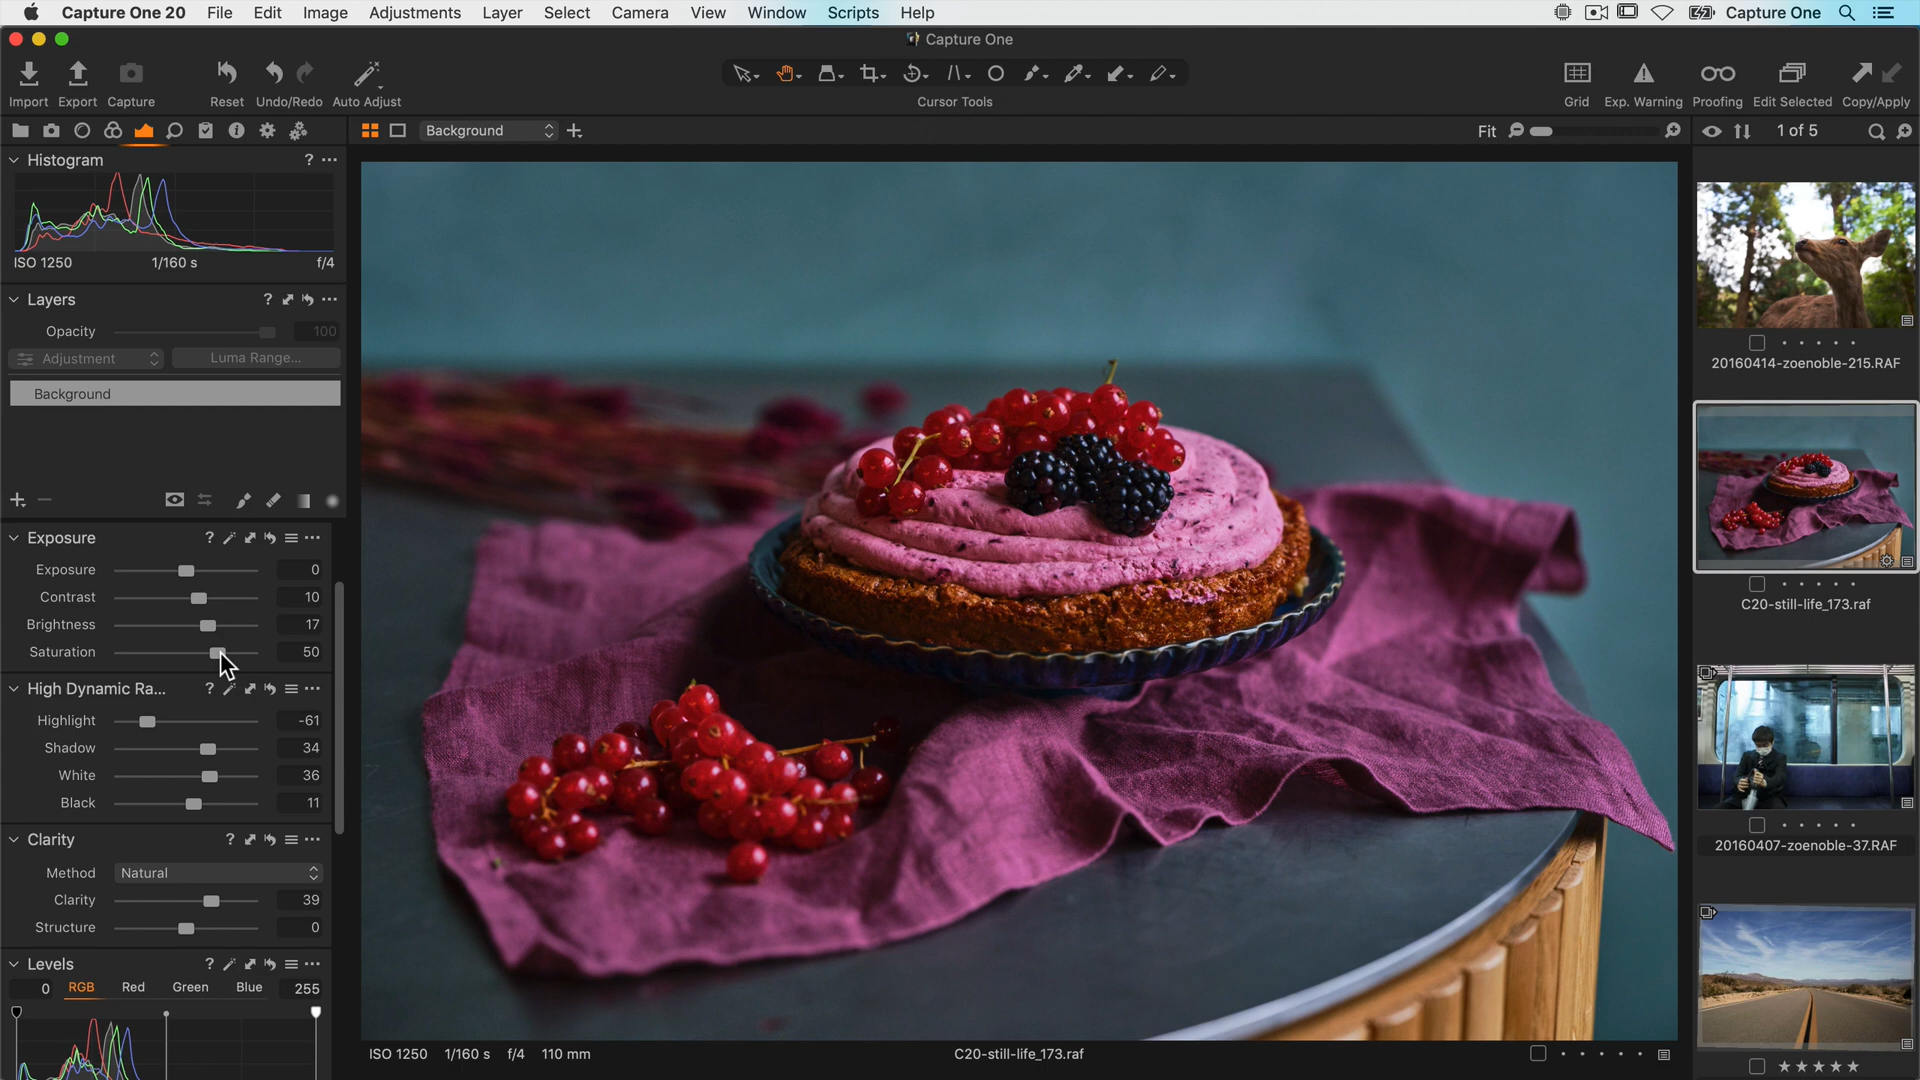 Capture One 20 File Edit Image Adjustments Layer Select Camera View Window Scripts Help Capture One
Capture One
Import Export Capture Reset Undo/Redo Auto Adjust Cursor Tools Grid Exp. Warning Proofing Edit Selected Copy/Apply
Background Fit 1 of 5
Histogram ?
ISO 1250 1/160 s f/4
Layers ?
Opacity 100
Adjustment Luma Range...
Background
Exposure ?
Exposure 0
Contrast 10
Brightness 17
Saturation 50
High Dynamic Ra... ?
Highlight -61
Shadow 34
White 36
Black 11
Clarity ?
Method Natural
Clarity 39
Structure 0
Levels ?
0 RGB Red Green Blue 255
ISO 1250 1/160 s f/4 110 mm C20-still-life_173.raf
20160414-zoenoble-215.RAF
C20-still-life_173.raf
20160407-zoenoble-37.RAF